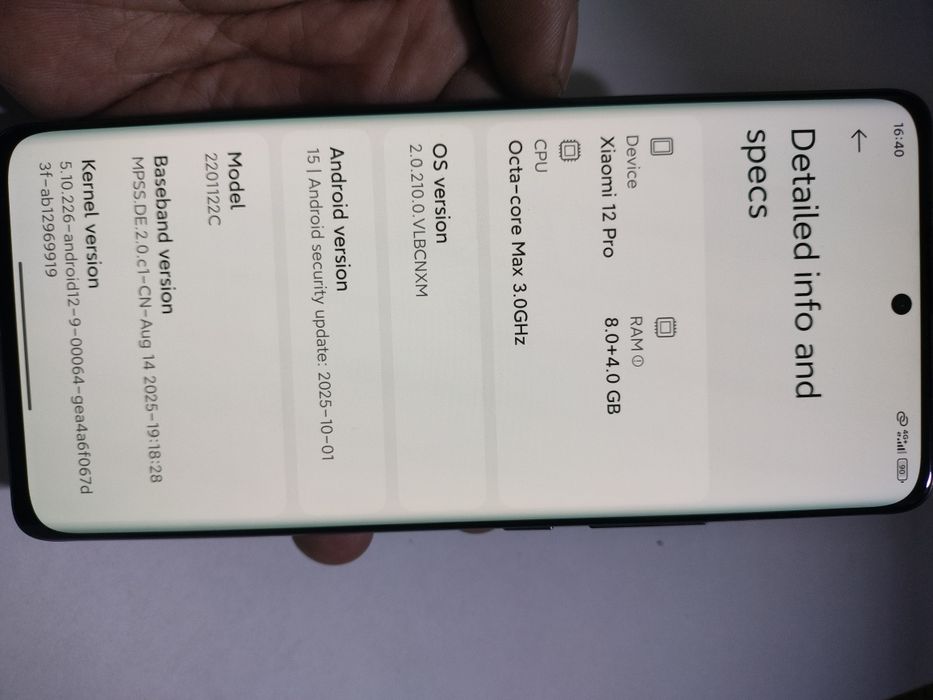 16:40
4G+
90
Detailed info and
specs
Device
Xiaomi 12 Pro
RAM
8.0+4.0 GB
CPU
Octa-core Max 3.0GHz
OS version
2.0.210.0.VLBCNXM
Android version
15 | Android security update: 2025-10-01
Model
2201122C
Baseband version
MPSS.DE.2.0.c1-CN-Aug 14 2025-19:18:28
Kernel version
5.10.226-android12-9-00064-gea4a6f067d
3f-ab12969919